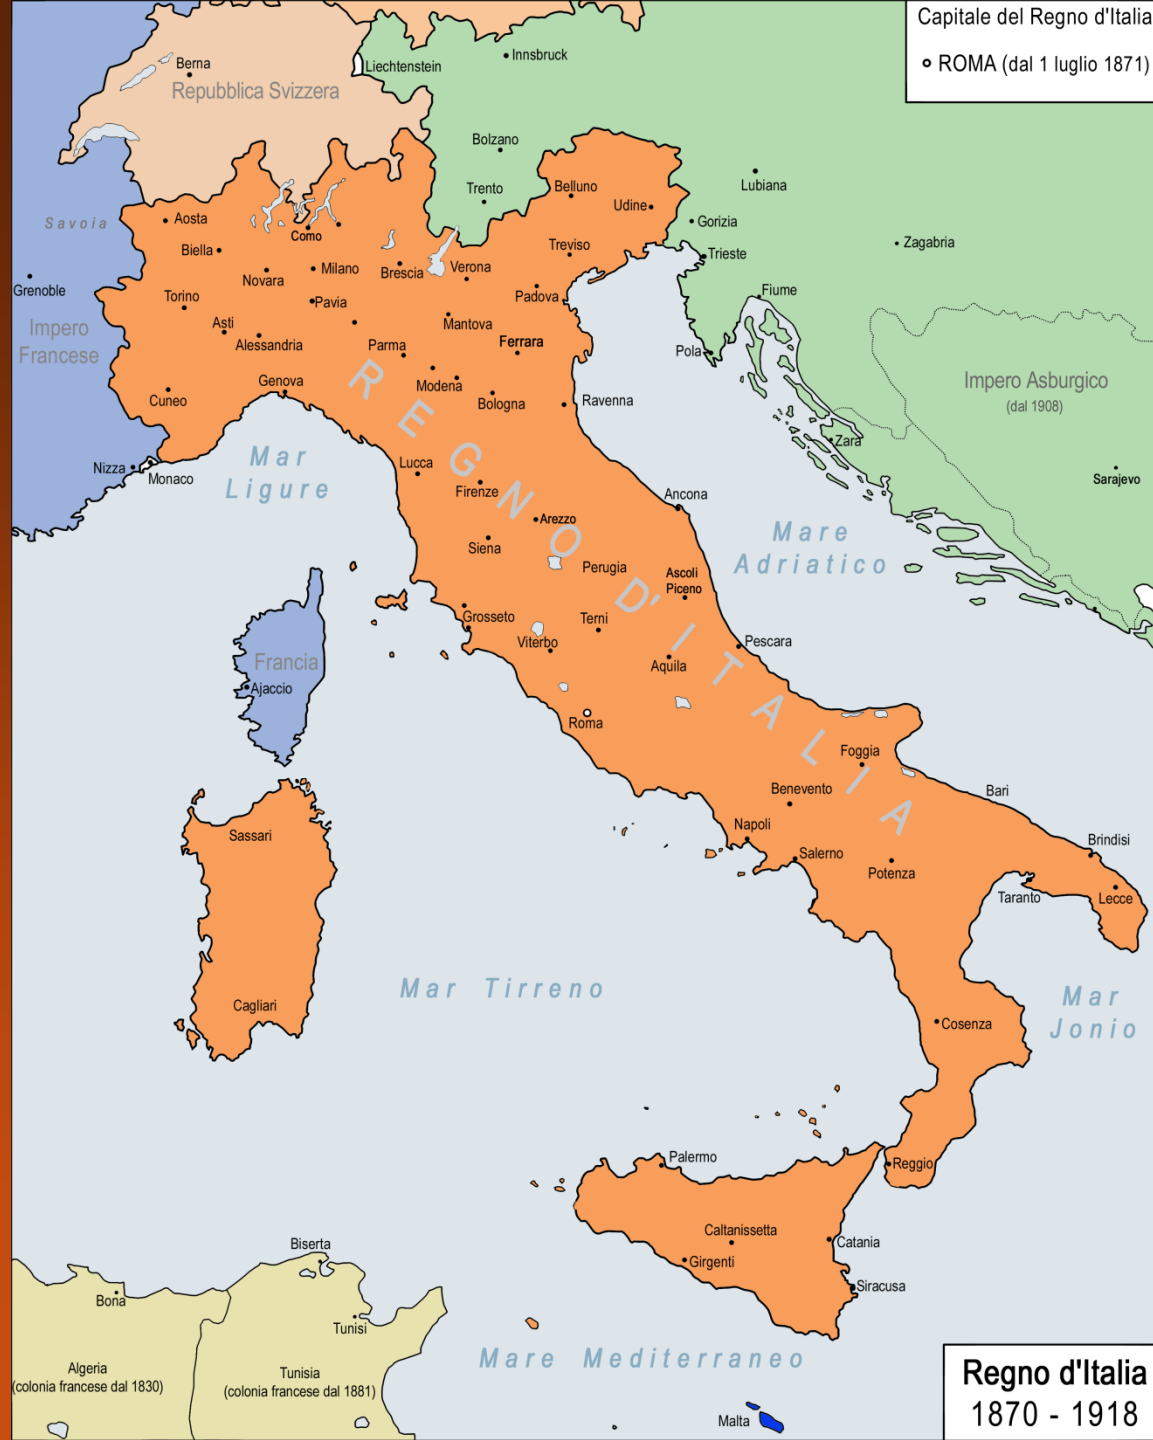 Capitale del Regno d'Italia
ROMA (dal 1 luglio 1871)
Innsbruck
Berna
Liechtenstein
Repubblica Svizzera
Bolzano
Trento
Belluno
Lubiana
Udine
Savoia
Aosta
Gorizia
Como
Biella
Treviso
Zagabria
Trieste
Milano
Brescia
Verona
Novara
Grenoble
Torino
Pavia
Padova
Fiume
Asti
Mantova
Impero
Francese
Alessandria
Parma
Ferrara
Pola
Genova
Modena
Impero Asburgico
(dal 1908)
Cuneo
Bologna
Ravenna
REGNO D'ITALIA
Zara
Mar
Ligure
Lucca
Nizza
Monaco
Firenze
Sarajevo
Ancona
Arezzo
Mare
Adriatico
Siena
Perugia
Ascoli
Piceno
Grosseto
Terni
Viterbo
Pescara
Francia
Aquila
Ajaccio
Roma
Foggia
Benevento
Bari
Napoli
Sassari
Brindisi
Salerno
Potenza
Taranto
Lecce
Mar Tirreno
Mar
Jonio
Cagliari
Cosenza
Palermo
Reggio
Caltanissetta
Catania
Biserta
Girgenti
Siracusa
Bona
Tunisi
Mare Mediterraneo
Algeria
(colonia francese dal 1830)
Tunisia
(colonia francese dal 1881)
Malta
Regno d'Italia
1870 - 1918